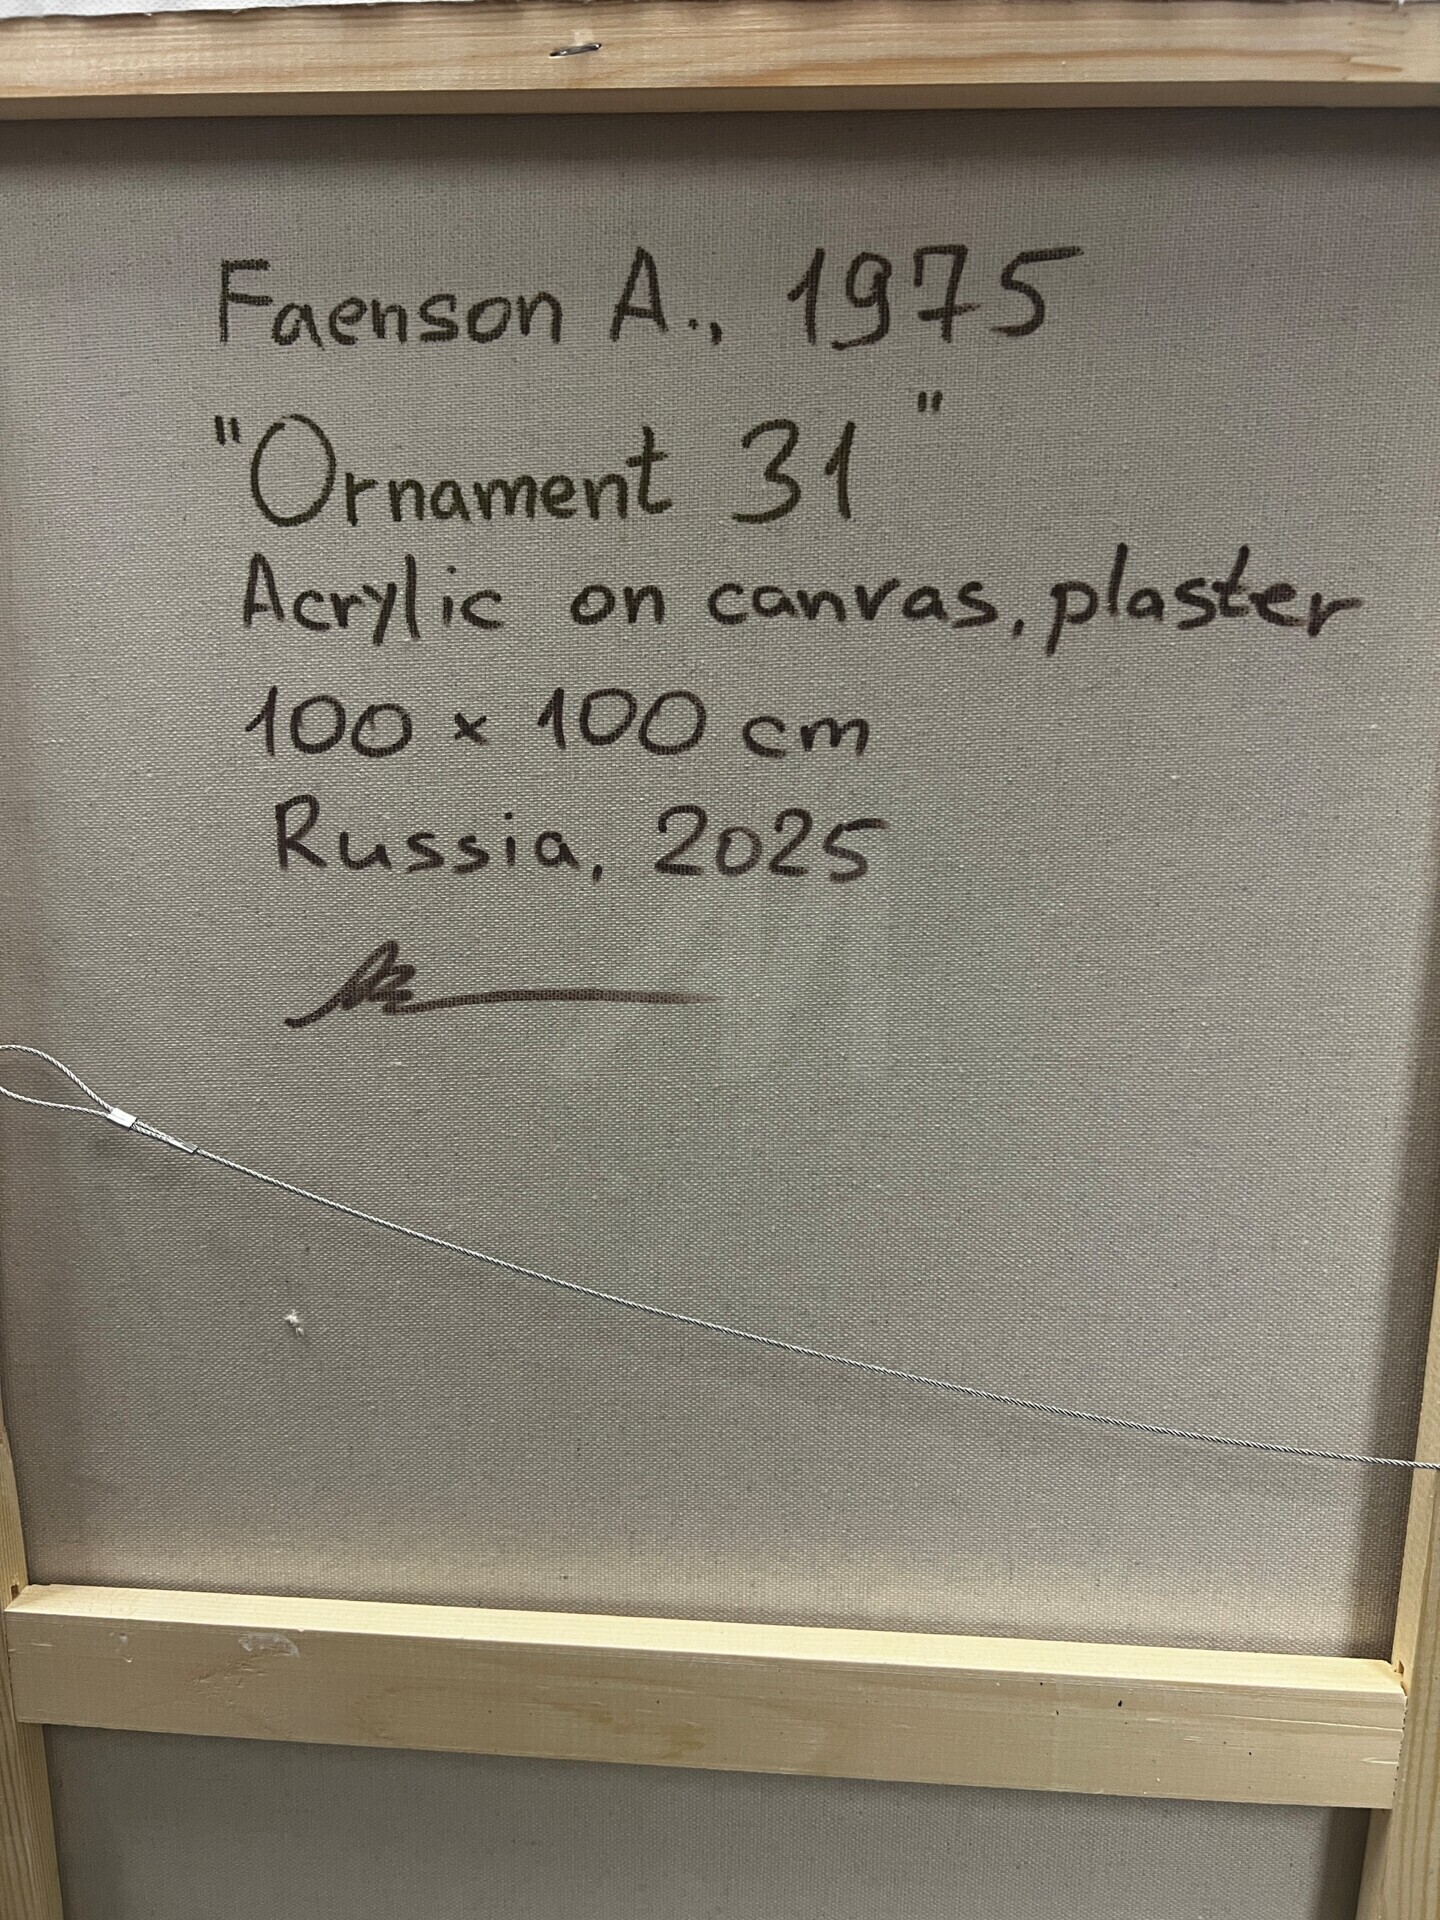 Faenson A., 1975
"Ornament 31"
Acrylic on canvas, plaster
100 x 100 cm
Russia, 2025